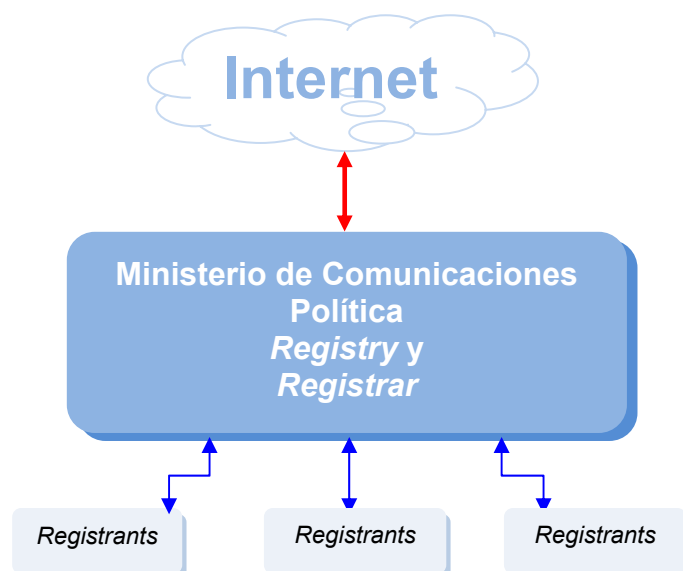 Internet
Ministerio de Comunicaciones
Política
Registry y
Registrar
Registrants
Registrants
Registrants